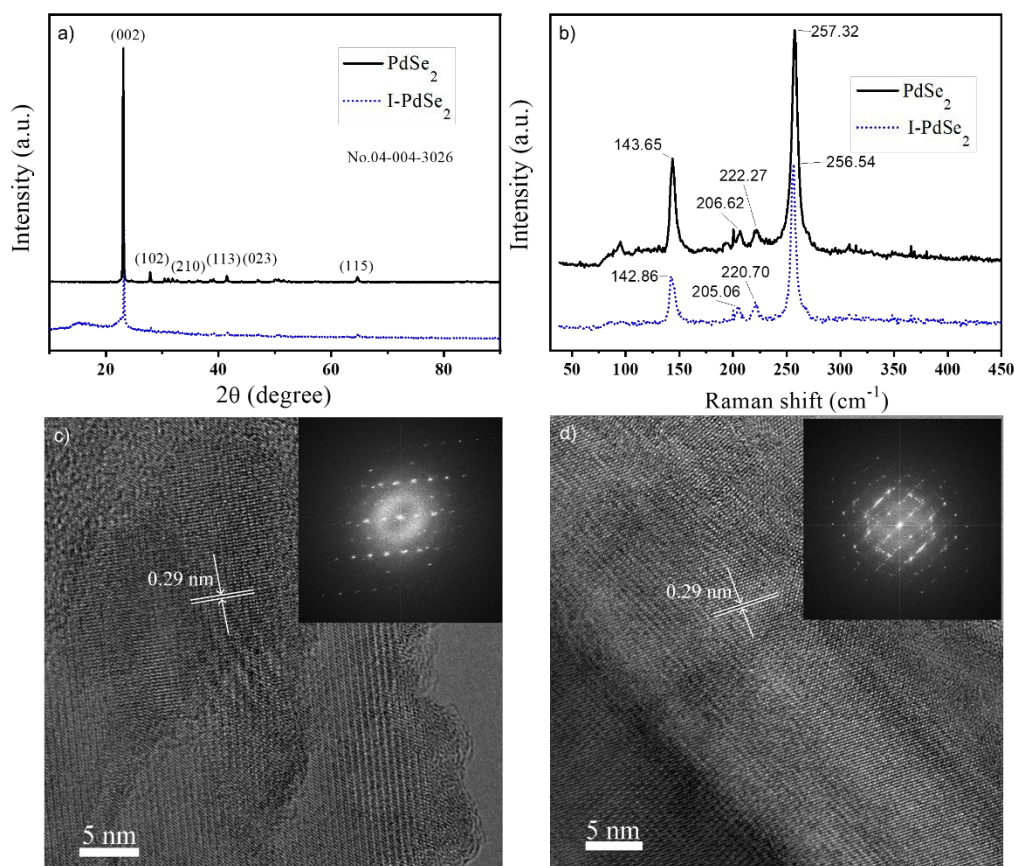 a)
(002)
PdSe2
I-PdSe2
No.04-004-3026
(102)
(210)
(113)
(023)
(115)
Intensity (a.u.)
20
40
60
80
2θ (degree)
b)
257.32
PdSe2
I-PdSe2
143.65
256.54
222.27
206.62
142.86
220.70
205.06
Intensity (a.u.)
50
100
150
200
250
300
350
400
450
Raman shift (cm-1)
c)
0.29 nm
5 nm
d)
0.29 nm
5 nm